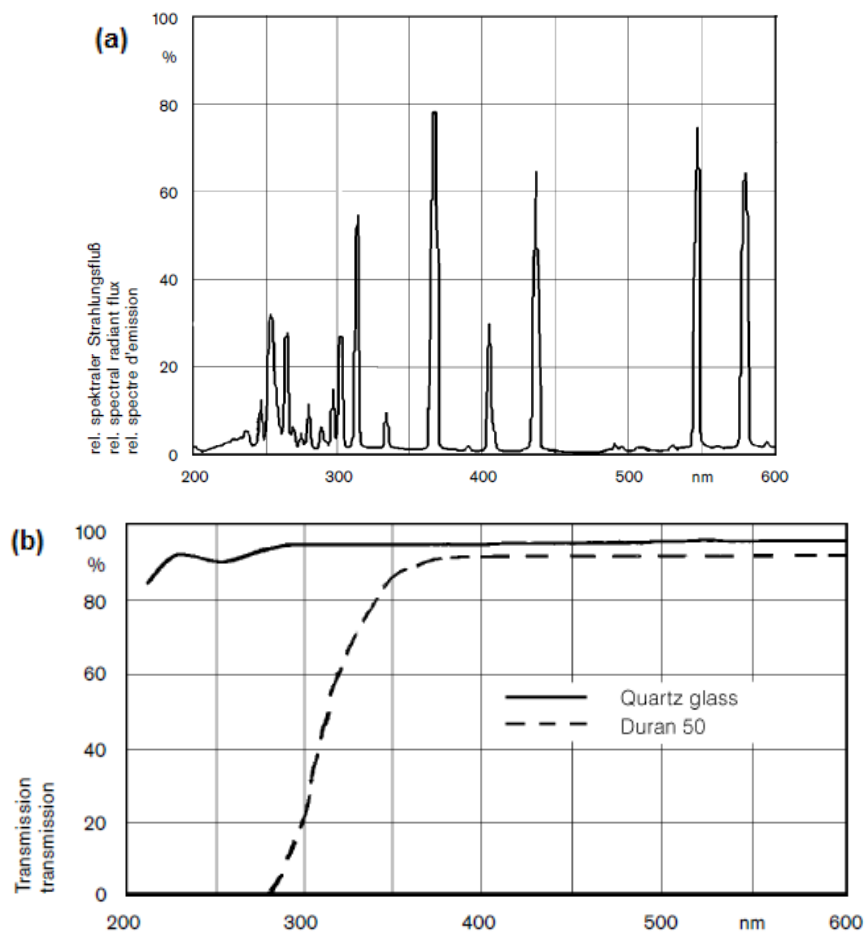 (a)
100
%
80
60
40
20
0
rel. spektraler Strahlungsfluß
rel. spectral radiant flux
rel. spectre d'emission
200
300
400
500
nm
600
(b)
100
%
80
60
40
20
0
Transmission
transmission
Quartz glass
Duran 50
200
300
400
500
nm
600